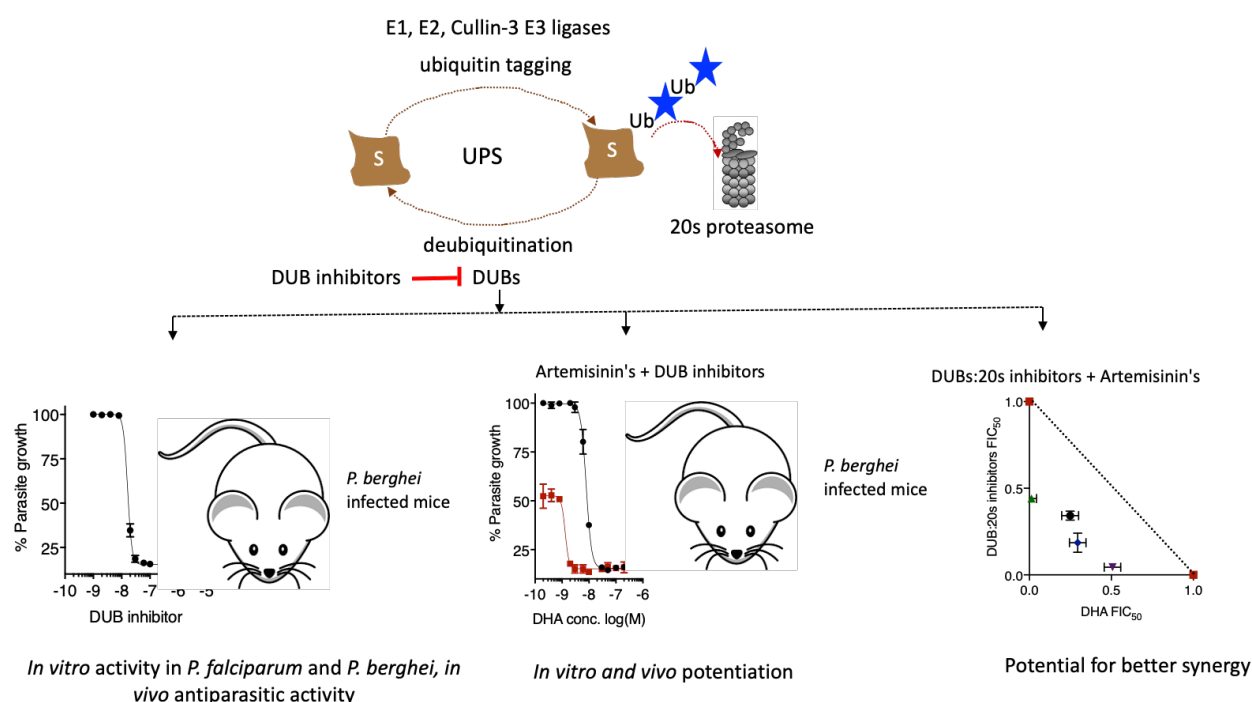 E1, E2, Cullin-3 E3 ligases
ubiquitin tagging
Ub
Ub
S
UPS
S
20s proteasome
deubiquitination
DUB inhibitors
DUBs
Artemisinin's + DUB inhibitors
DUBs:20s inhibitors + Artemisinin's
% Parasite growth
100
75
50
25
-10 -9 -8 -7 -6 -5
DUB inhibitor
P. berghei
infected mice
% Parasite growth
100
75
50
25
-10 -9 -8 -7 -6
DHA conc. log(M)
P. berghei
infected mice
DUB:20s inhibitors FIC50
1.0
0.5
0.0
0.0 0.5 1.0
DHA FIC50
In vitro activity in P. falciparum and P. berghei, in
vivo antiparasitic activity
In vitro and vivo potentiation
Potential for better synergy